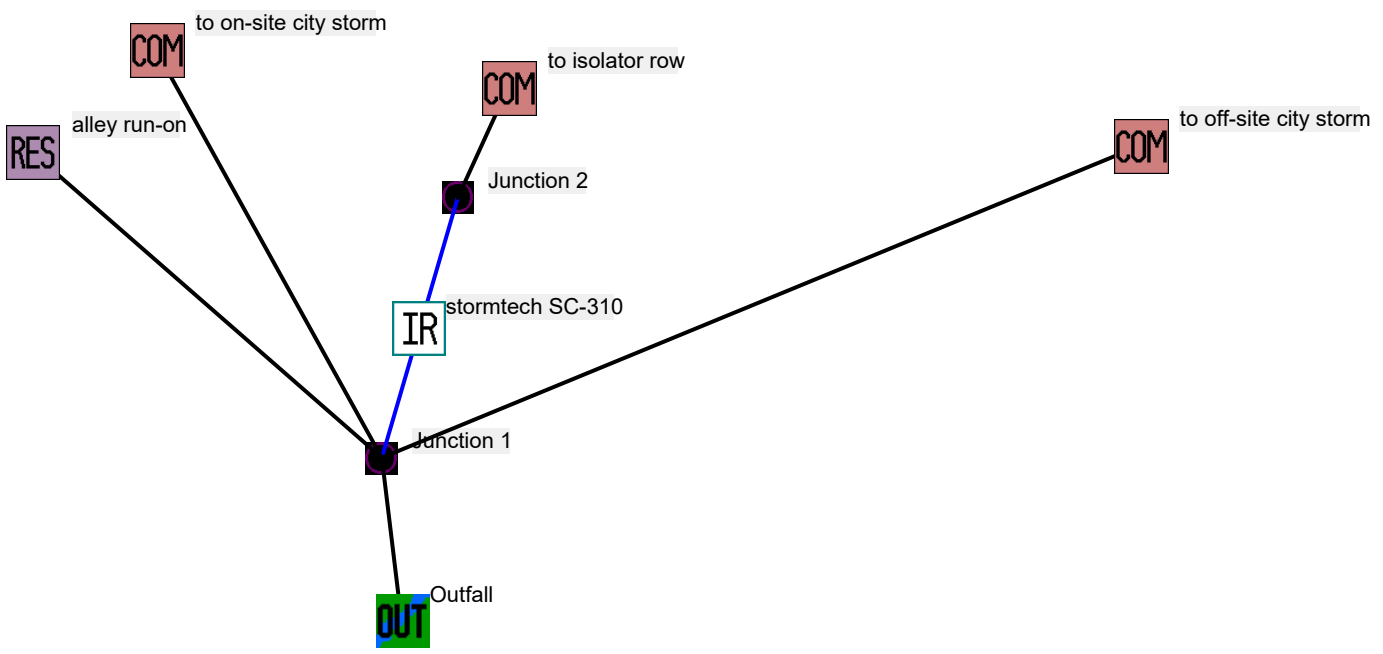 to on-site city storm
COM
to isolator row
COM
to off-site city storm
COM
alley run-on
RES
Junction 2
stormtech SC-310
IR
Junction 1
Outfall
OUT